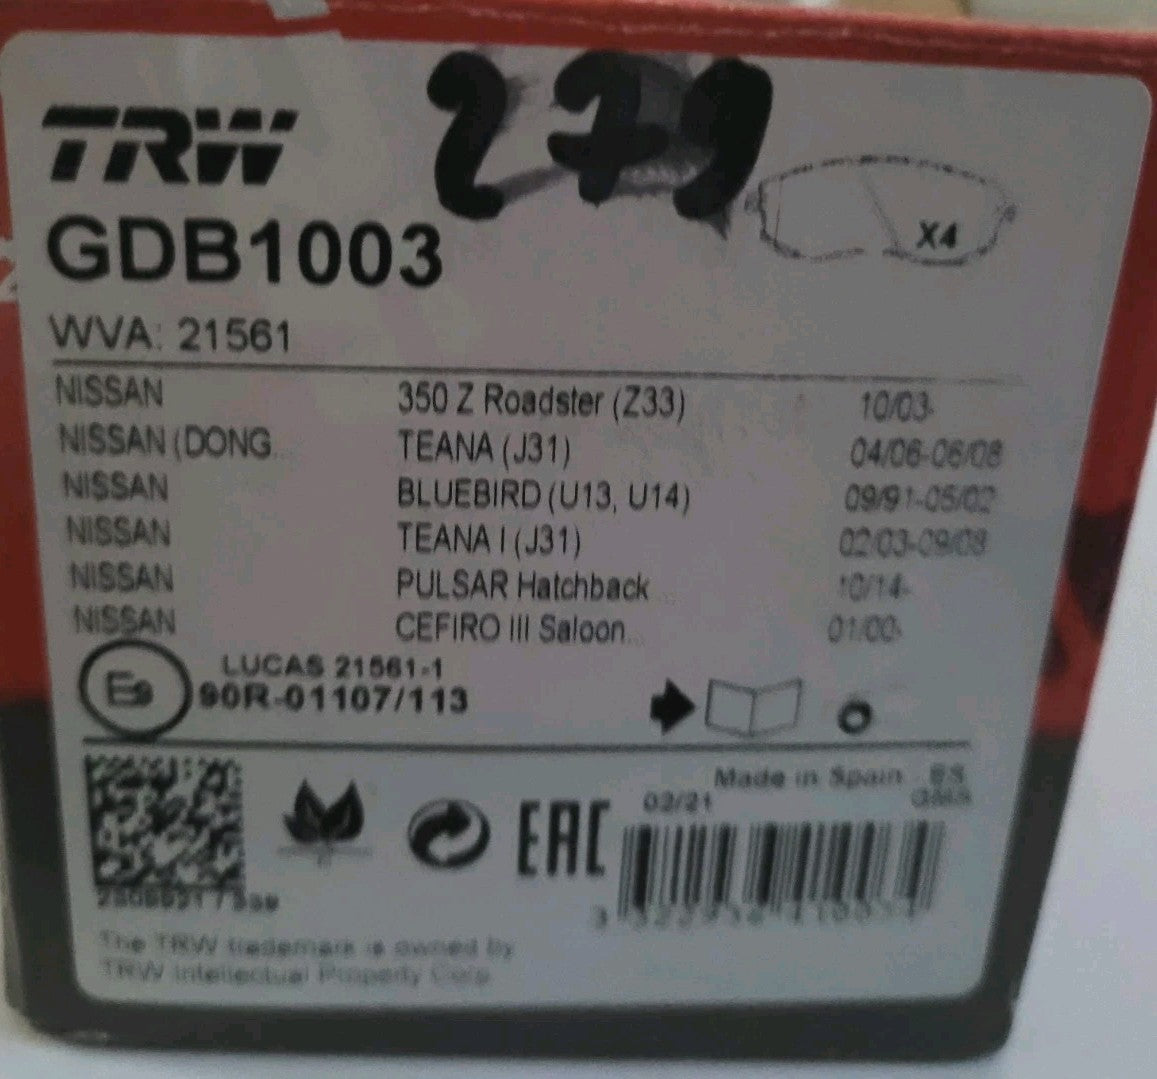 279
TRW
GDB1003
X4
WVA: 21561
NISSAN 350 Z Roadster (Z33) 10/03-
NISSAN (DONG... TEANA (J31) 04/06-06/08
NISSAN BLUEBIRD (U13, U14) 09/91-05/02
NISSAN TEANA I (J31) 02/03-09/08
NISSAN PULSAR Hatchback 10/14-
NISSAN CEFIRO III Saloon... 01/00-
LUCAS 21561-1
E9 90R-01107/113
Made in Spain ES
03/21
EAC
The TRW trademark is owned by
TRW Intellectual Property Corp.